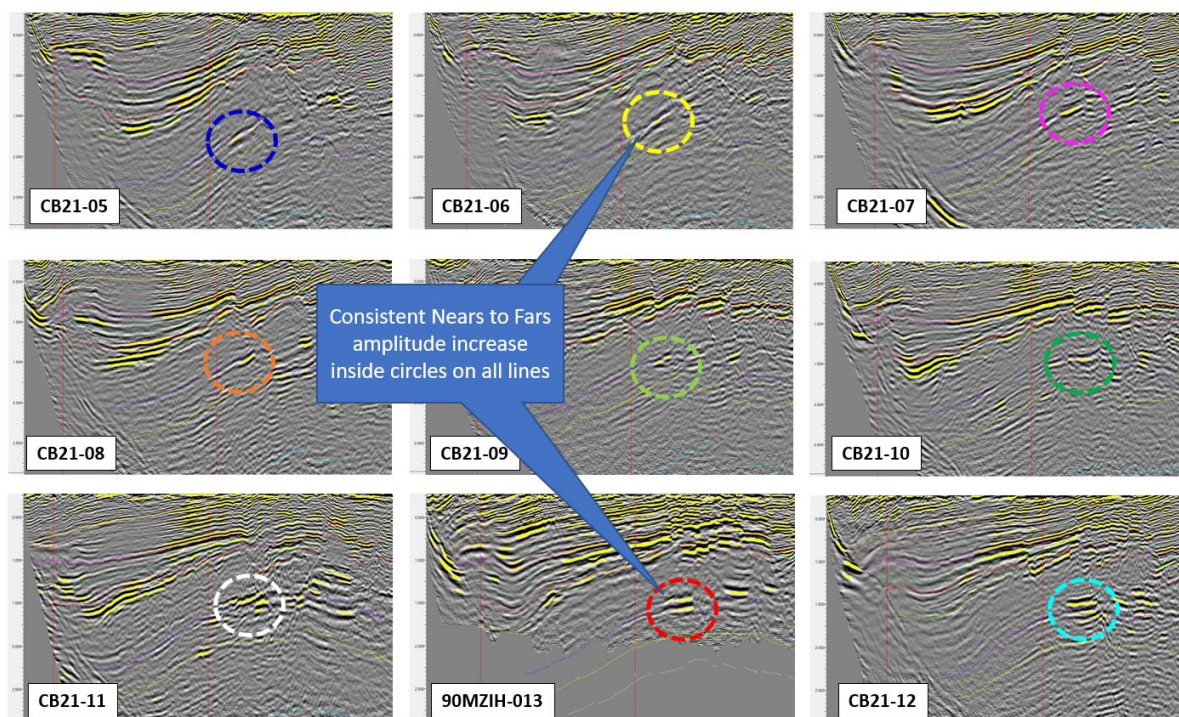 CB21-05
CB21-06
CB21-07
Consistent Nears to Fars
amplitude increase
inside circles on all lines
CB21-08
CB21-09
CB21-10
CB21-11
90MZIH-013
CB21-12